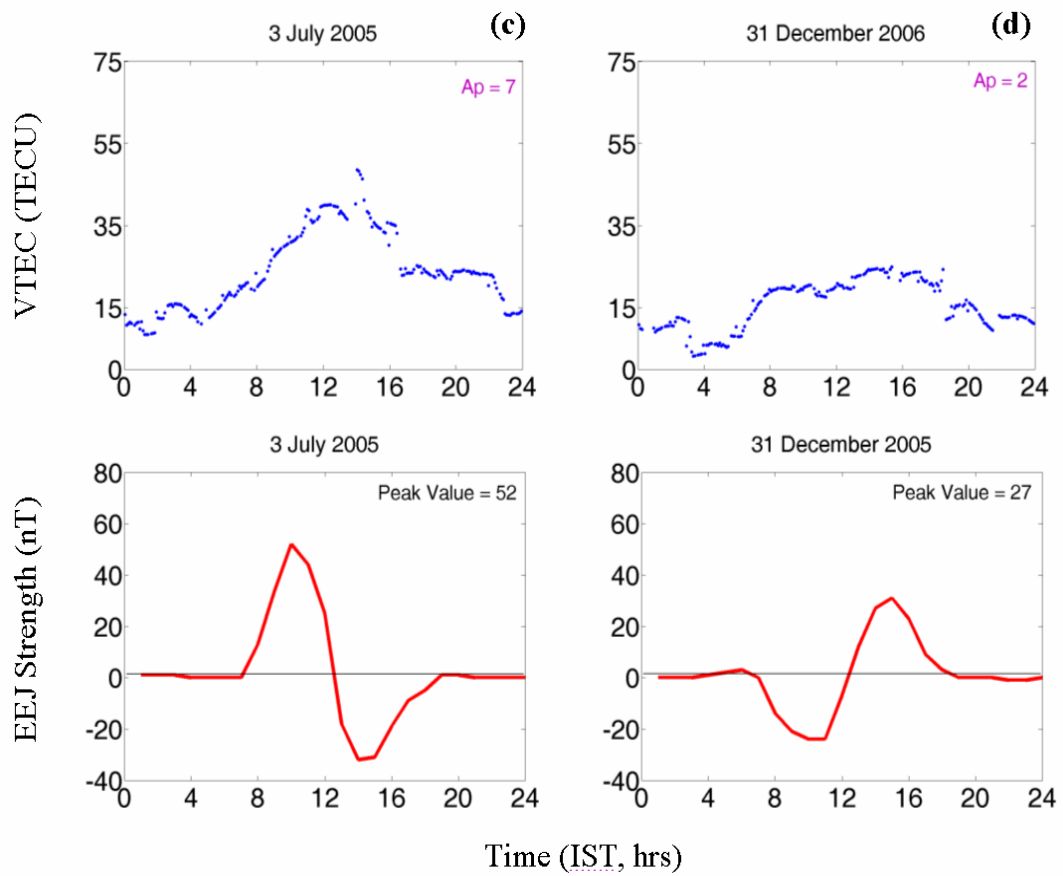 (c)
3 July 2005
Ap = 7
VTEC (TECU)
75
55
35
15
0
0 4 8 12 16 20 24
(d)
31 December 2006
Ap = 2
75
55
35
15
0
0 4 8 12 16 20 24
3 July 2005
Peak Value = 52
EEJ Strength (nT)
80
60
40
20
0
-20
-40
0 4 8 12 16 20 24
31 December 2005
Peak Value = 27
80
60
40
20
0
-20
-40
0 4 8 12 16 20 24
Time (IST, hrs)